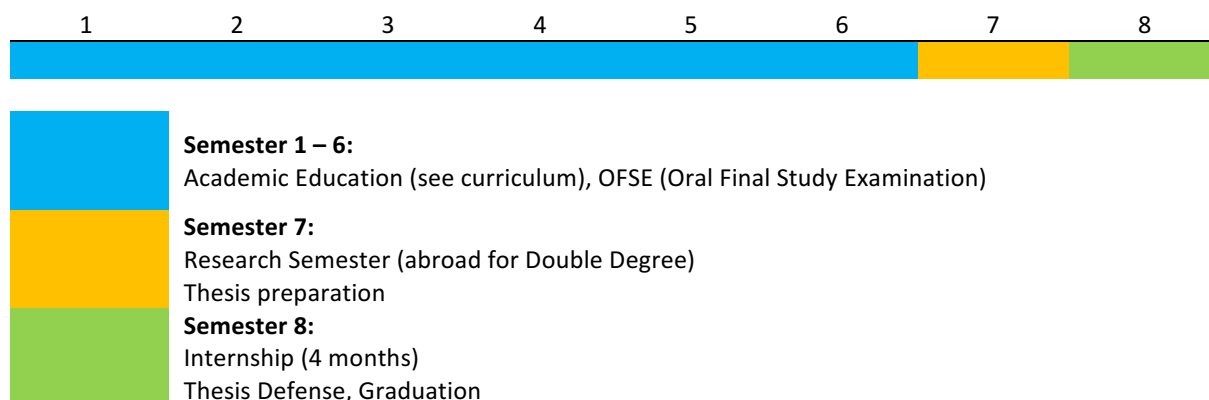 1 2 3 4 5 6 7 8
Semester 1 – 6:
Academic Education (see curriculum), OFSE (Oral Final Study Examination)
Semester 7:
Research Semester (abroad for Double Degree)
Thesis preparation
Semester 8:
Internship (4 months)
Thesis Defense, Graduation